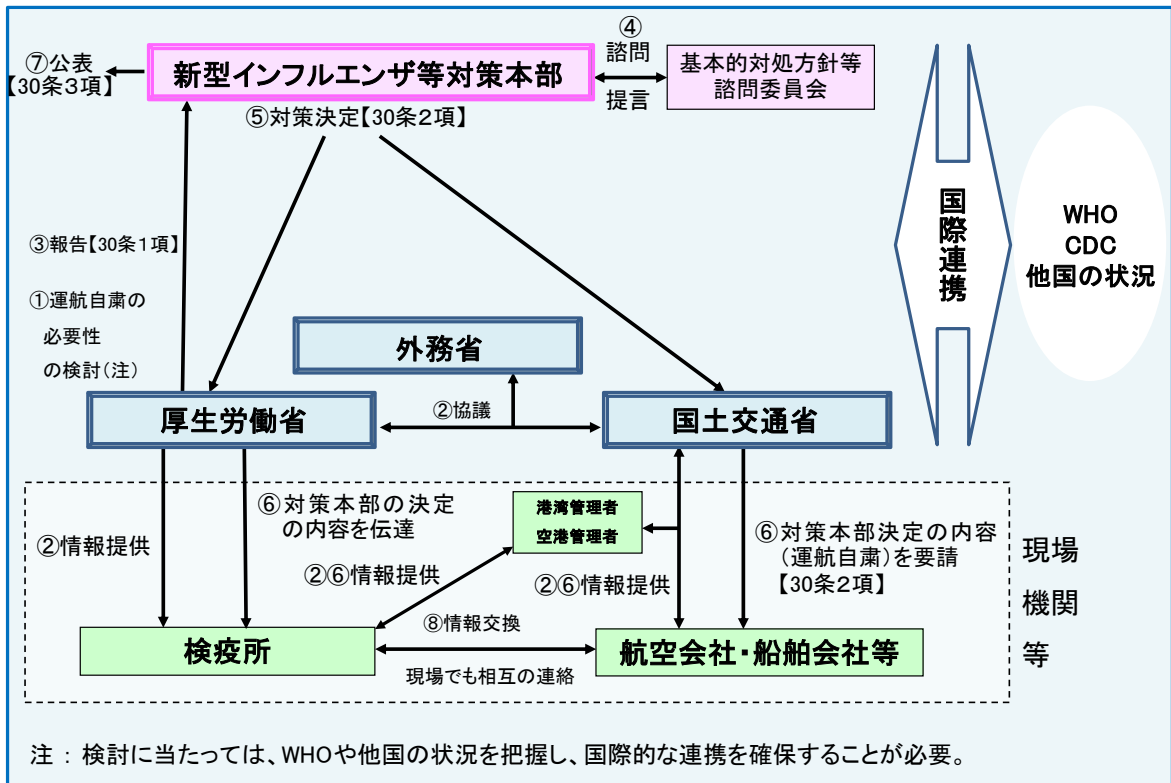 ④
諮問
⑦公表
【30条3項】
新型インフルエンザ等対策本部
基本的対処方針等
諮問委員会
提言
⑤対策決定【30条2項】
③報告【30条1項】
①運航自粛の
必要性
の検討(注)
国際連携
WHO
CDC
他国の状況
外務省
②協議
厚生労働省
国土交通省
⑥対策本部の決定
の内容を伝達
港湾管理者
空港管理者
⑥対策本部決定の内容
(運航自粛)を要請
【30条2項】
現場
機関
等
②情報提供
②⑥情報提供
②⑥情報提供
⑧情報交換
検疫所
航空会社・船舶会社等
現場でも相互の連絡
注 : 検討に当たっては、WHOや他国の状況を把握し、国際的な連携を確保することが必要。